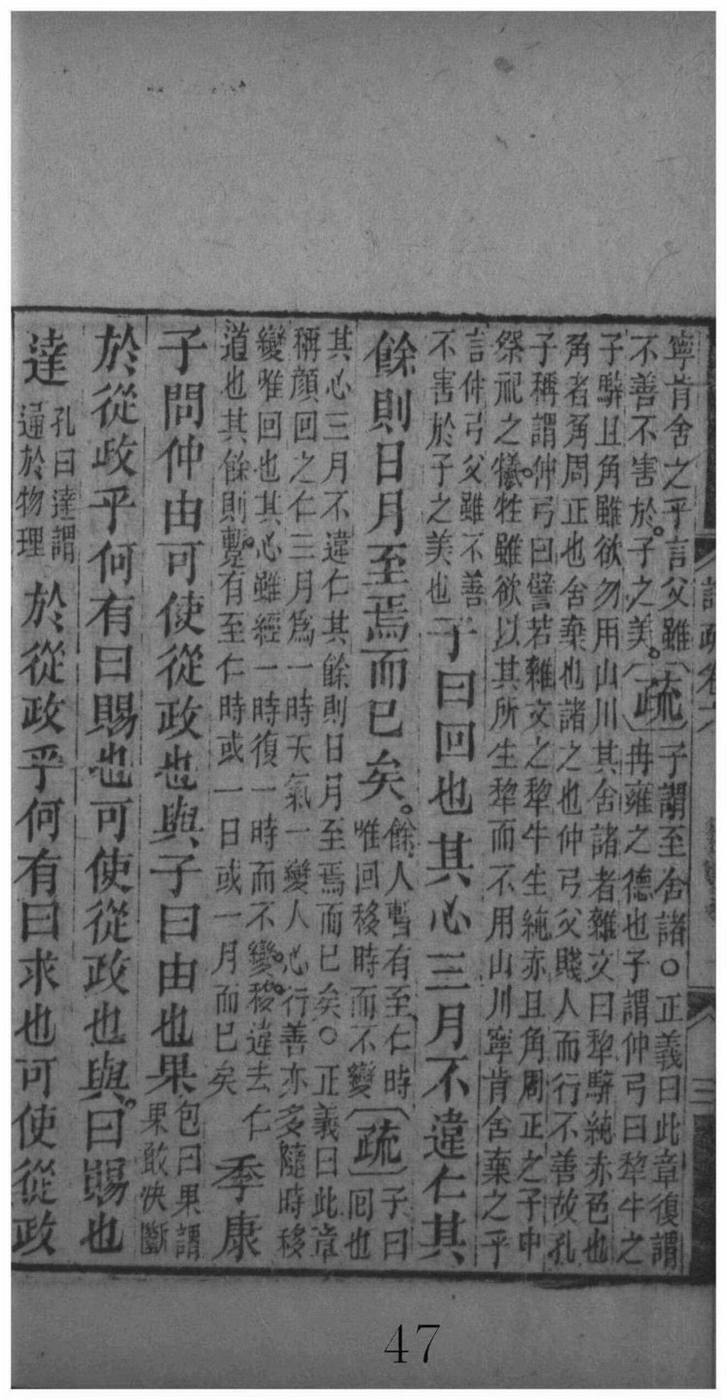 語疏卷六 三
寧肯舍之乎言父雖
不善不害於子之美。
〔疏〕
子謂至舍諸○正義曰此章復謂
冉雍之德也子謂仲弓曰犂牛之
子騂且角雖欲勿用山川其舍諸者雜文曰犂騂純赤色也
角者角周正也舍棄也諸之也仲弓父賤人而行不善故孔
子稱謂仲弓曰譬若雜文之犂牛生純赤且角周正之子中
祭祀之犧牲雖欲以其所生犂而不用山川寧肯舍棄之乎
言仲弓父雖不善
不害於子之美也
子曰回也其心三月不違仁其
餘則日月至焉而已矣。
餘人暫有至仁時
唯回移時而不變
〔疏〕
子曰
回也
其心三月不違仁其餘則日月至焉而已矣○正義曰此章
稱顏回之仁三月爲一時天氣一變人心行善亦多隨時移
變唯回也其心雖經一時復一時而不變移違去仁
道也其餘則蹔有至仁時或一日或一月而已矣
季康
子問仲由可使從政也與子曰由也果
包曰果謂
果敢快斷
於從政乎何有曰賜也可使從政也與。曰賜也
達
孔曰達謂
通於物理
於從政乎何有曰求也可使從政
47